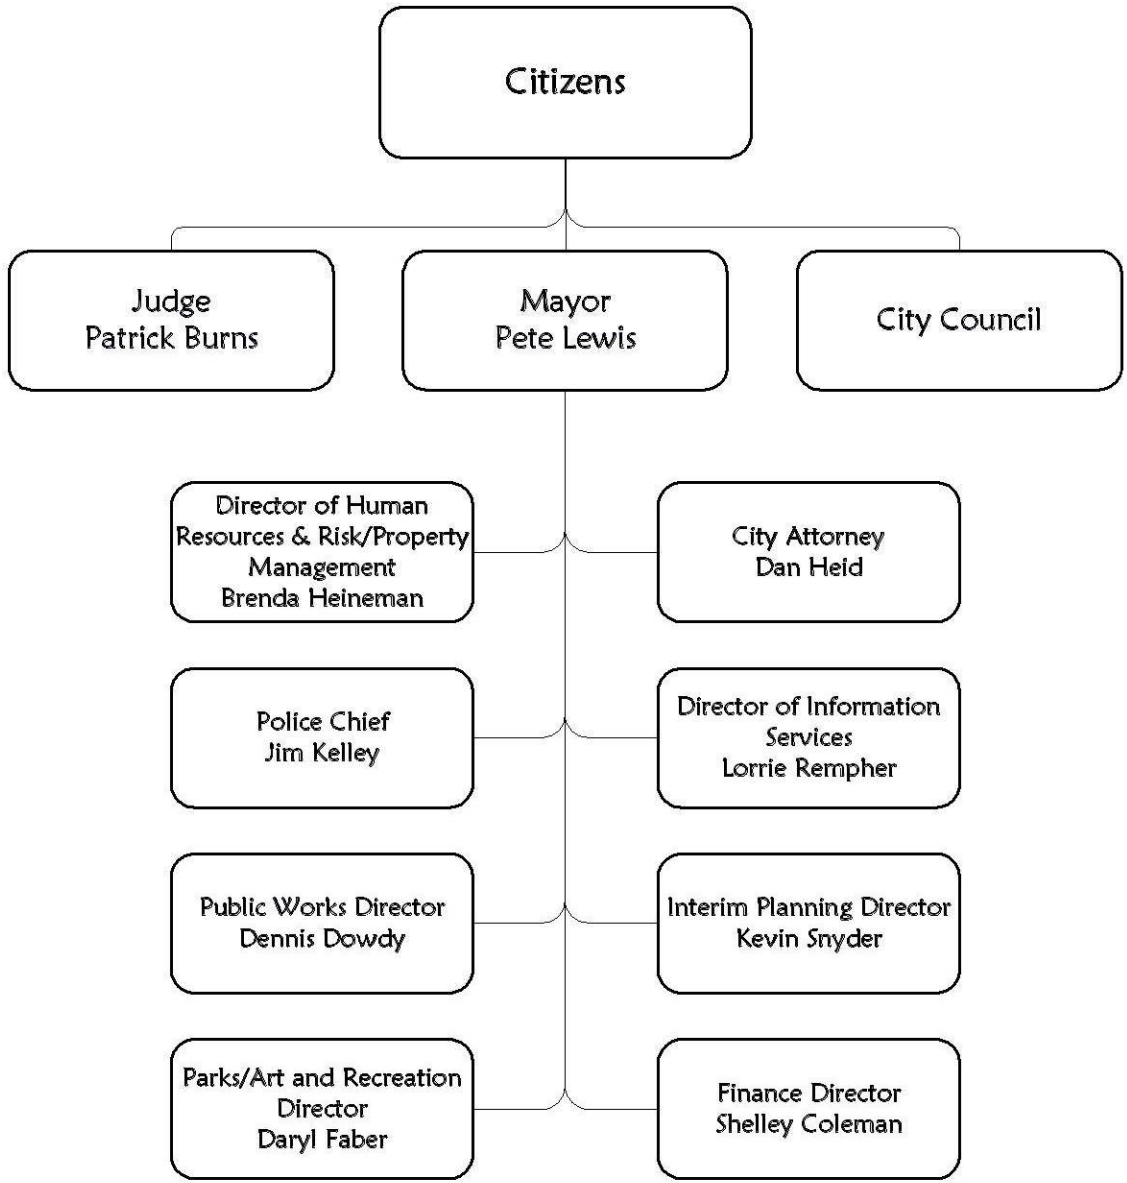 Citizens
Judge
Patrick Burns
Mayor
Pete Lewis
City Council
Director of Human
Resources & Risk/Property
Management
Brenda Heineman
City Attorney
Dan Heid
Police Chief
Jim Kelley
Director of Information
Services
Lorrie Rempher
Public Works Director
Dennis Dowdy
Interim Planning Director
Kevin Snyder
Parks/Art and Recreation
Director
Daryl Faber
Finance Director
Shelley Coleman